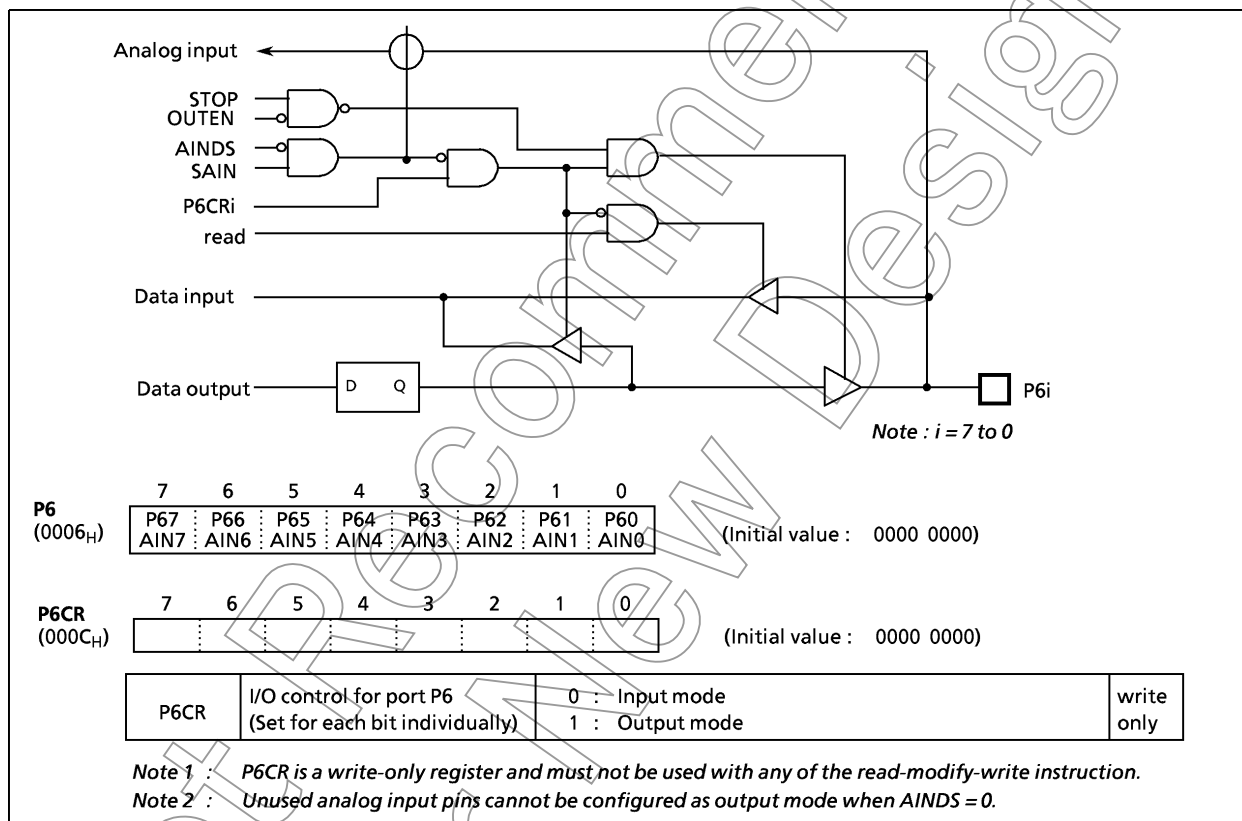 Analog input
STOP
OUTEN
AINDS
SAIN
P6CRi
read
Data input
Data output
D Q
P6i
Note : i = 7 to 0
7 6 5 4 3 2 1 0
P6
(0006H)
P67 P66 P65 P64 P63 P62 P61 P60
AIN7 AIN6 AIN5 AIN4 AIN3 AIN2 AIN1 AIN0
(Initial value : 0000 0000)
7 6 5 4 3 2 1 0
P6CR
(000CH)
(Initial value : 0000 0000)
P6CR
I/O control for port P6
(Set for each bit individually)
0 : Input mode
1 : Output mode
write
only
Note 1 : P6CR is a write-only register and must not be used with any of the read-modify-write instruction.
Note 2 : Unused analog input pins cannot be configured as output mode when AINDS = 0.
New Design